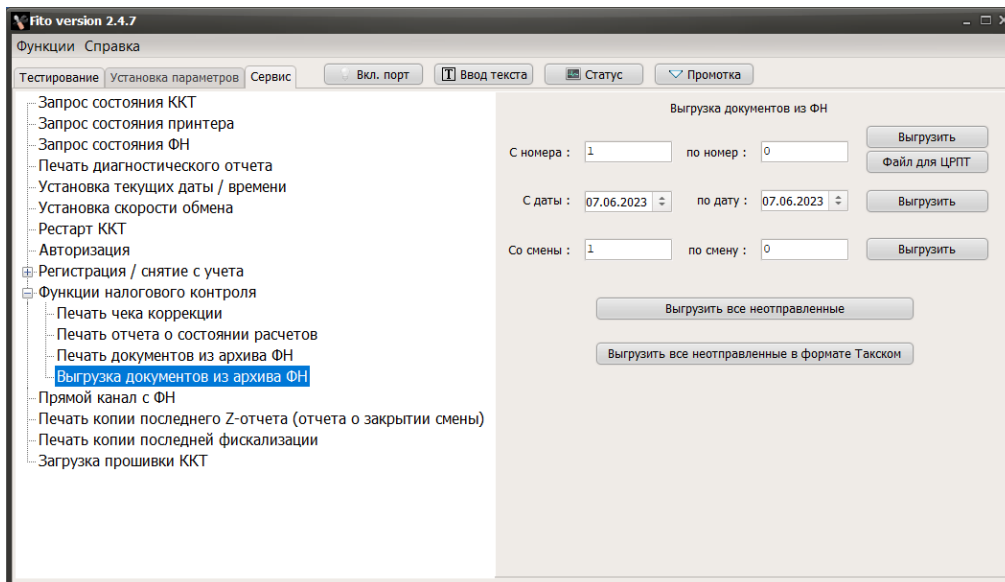 Fito version 2.4.7
Функции Справка
Тестирование Установка параметров Сервис Вкл. порт Ввод текста Статус Промотка
Запрос состояния ККТ
Запрос состояния принтера
Запрос состояния ФН
Печать диагностического отчета
Установка текущих даты / времени
Установка скорости обмена
Рестарт ККТ
Авторизация
Регистрация / снятие с учета
Функции налогового контроля
Печать чека коррекции
Печать отчета о состоянии расчетов
Печать документов из архива ФН
Выгрузка документов из архива ФН
Прямой канал с ФН
Печать копии последнего Z-отчета (отчета о закрытии смены)
Печать копии последней фискализации
Загрузка прошивки ККТ
Выгрузка документов из ФН
С номера : 1 по номер : 0 Выгрузить
Файл для ЦРПТ
С даты : 07.06.2023 по дату : 07.06.2023 Выгрузить
Со смены : 1 по смену : 0 Выгрузить
Выгрузить все неотправленные
Выгрузить все неотправленные в формате Такском